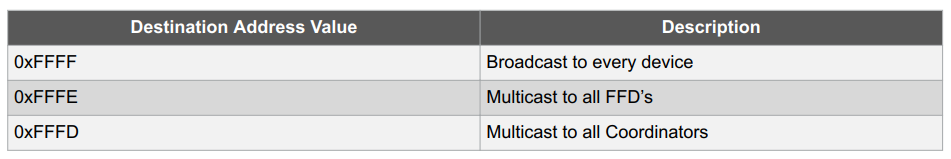 Destination Address Value Description
0xFFFF Broadcast to every device
0xFFFE Multicast to all FFD’s
0xFFFD Multicast to all Coordinators